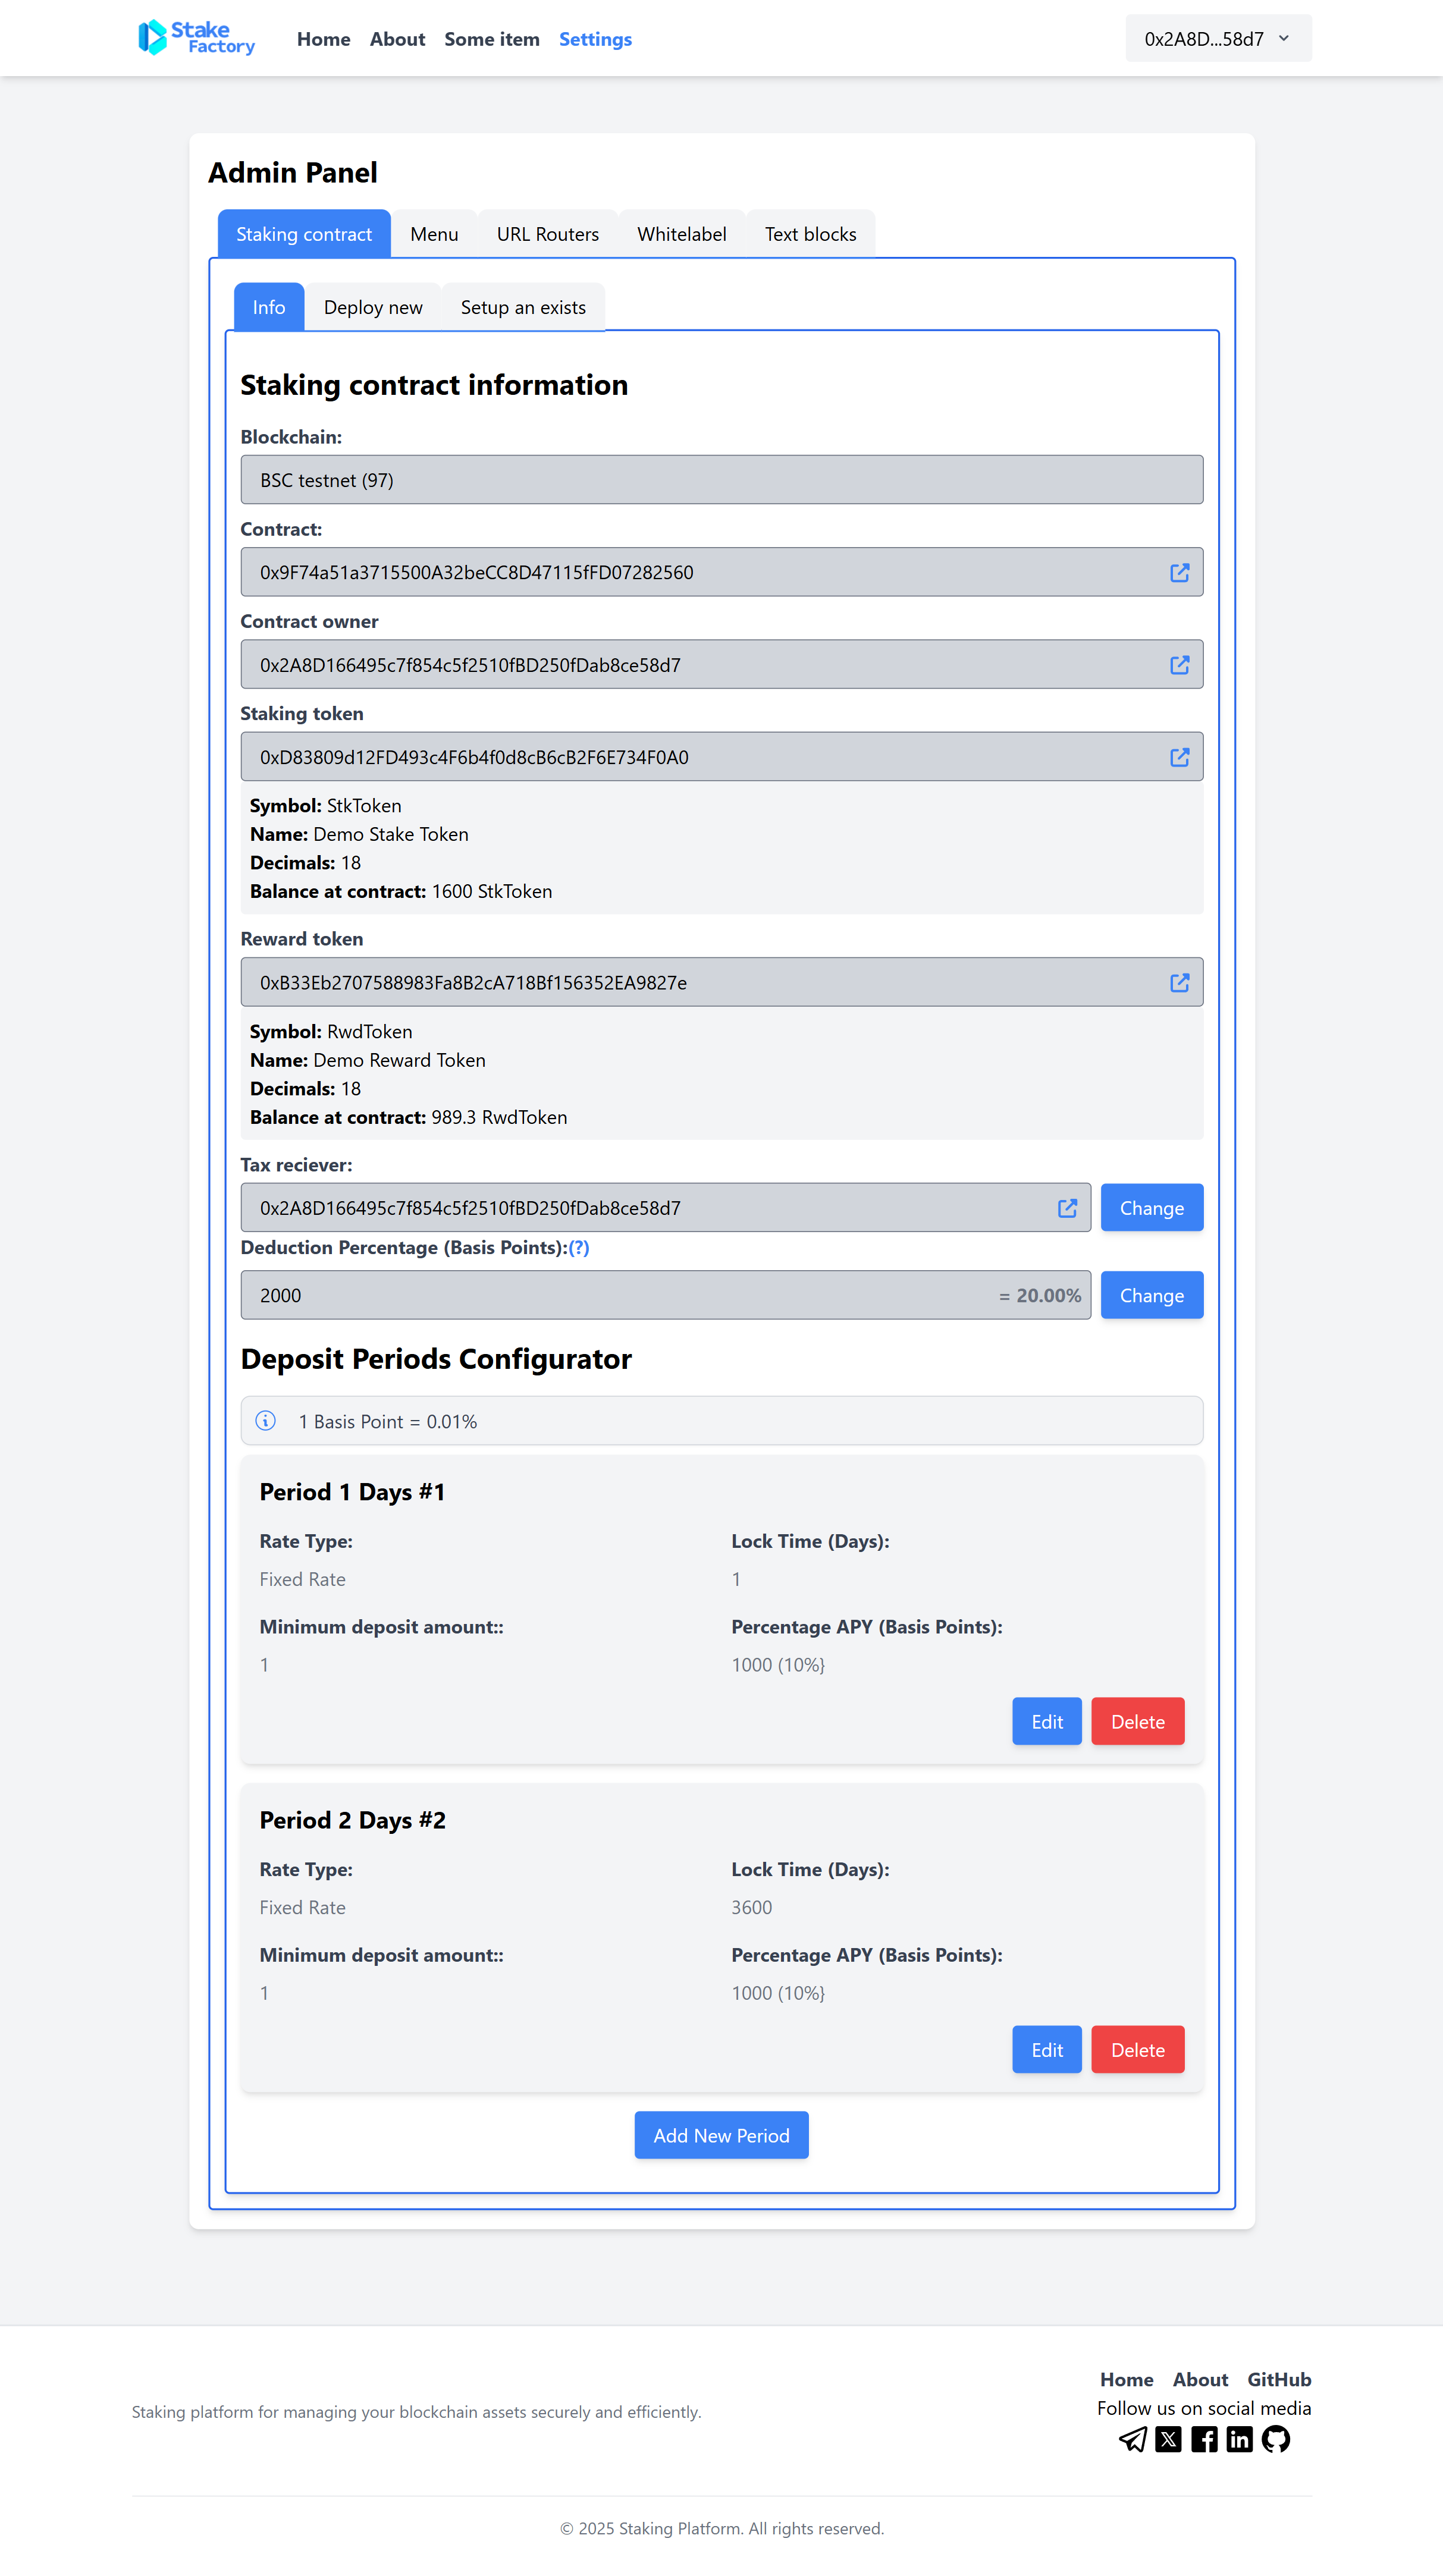 Stake
Factory
Home About Some item Settings
0x2A8D...58d7
Admin Panel
Staking contract Menu URL Routers Whitelabel Text blocks
Info Deploy new Setup an exists
Staking contract information
Blockchain:
BSC testnet (97)
Contract:
0x9F74a51a3715500A32beCC8D47115fFD07282560
Contract owner
0x2A8D166495c7f854c5f2510fBD250fDab8ce58d7
Staking token
0xD83809d12FD493c4F6b4f0d8cB6cB2F6E734F0A0
Symbol: StkToken
Name: Demo Stake Token
Decimals: 18
Balance at contract: 1600 StkToken
Reward token
0xB33Eb2707588983Fa8B2cA718Bf156352EA9827e
Symbol: RwdToken
Name: Demo Reward Token
Decimals: 18
Balance at contract: 989.3 RwdToken
Tax reciever:
0x2A8D166495c7f854c5f2510fBD250fDab8ce58d7 Change
Deduction Percentage (Basis Points):(?)
2000 = 20.00% Change
Deposit Periods Configurator
1 Basis Point = 0.01%
Period 1 Days #1
Rate Type: Lock Time (Days):
Fixed Rate 1
Minimum deposit amount:: Percentage APY (Basis Points):
1 1000 (10%}
Edit Delete
Period 2 Days #2
Rate Type: Lock Time (Days):
Fixed Rate 3600
Minimum deposit amount:: Percentage APY (Basis Points):
1 1000 (10%}
Edit Delete
Add New Period
Home About GitHub
Staking platform for managing your blockchain assets securely and efficiently.
Follow us on social media
© 2025 Staking Platform. All rights reserved.